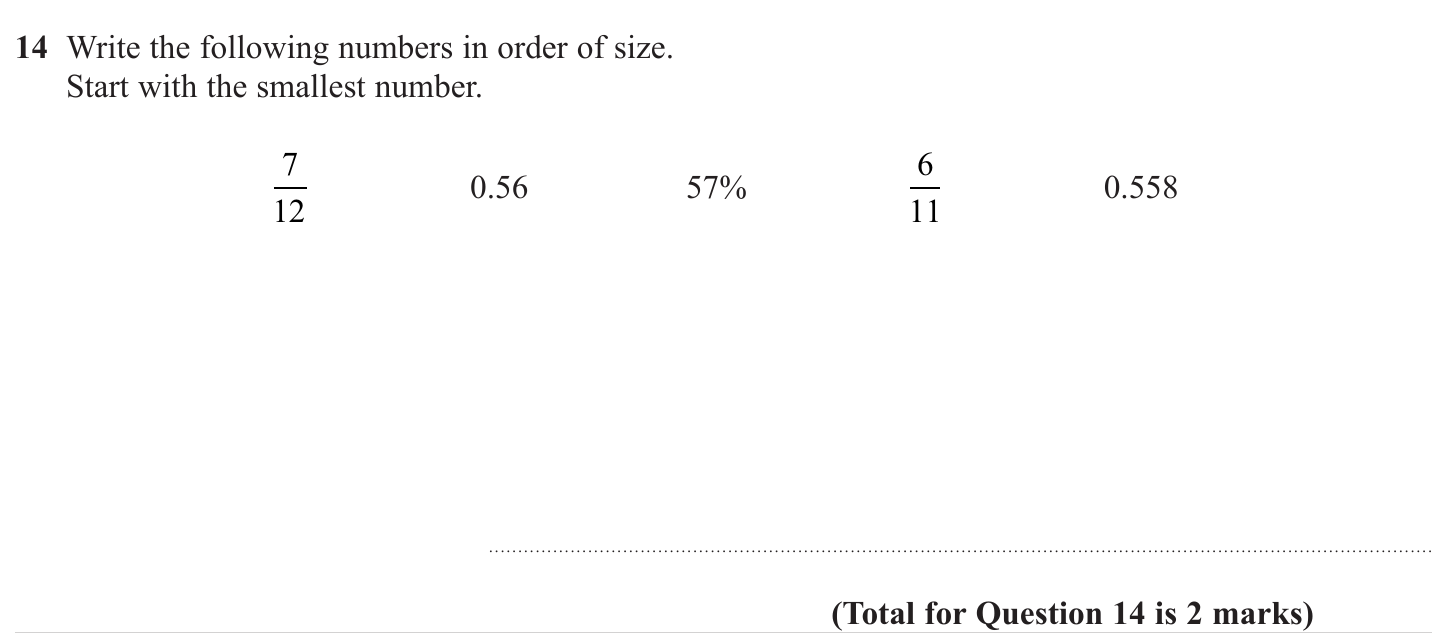 14 Write the following numbers in order of size.
Start with the smallest number.
7/12 0.56 57% 6/11 0.558
(Total for Question 14 is 2 marks)